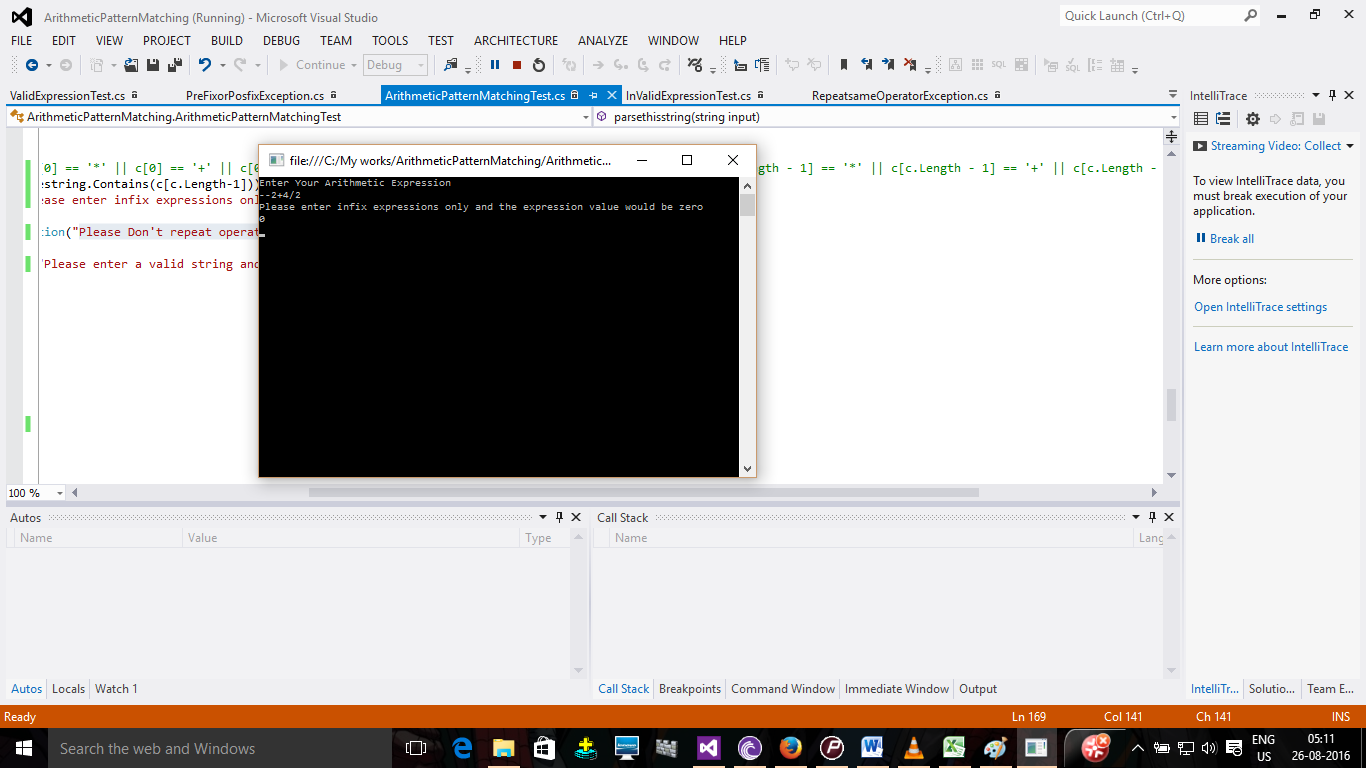 ArithmeticPatternMatching (Running) - Microsoft Visual Studio
Quick Launch (Ctrl+Q)
FILE EDIT VIEW PROJECT BUILD DEBUG TEAM TOOLS TEST ARCHITECTURE ANALYZE WINDOW HELP
Continue Debug
ValidExpressionTest.cs PreFixorPosfixException.cs ArithmeticPatternMatchingTest.cs InValidExpressionTest.cs RepeatsameOperatorException.cs
IntelliTrace
ArithmeticPatternMatching.ArithmeticPatternMatchingTest
parsethisstring(string input)
[0] == '*' || c[0] == '+' || c[0
gth - 1] == '*' || c[c.Length - 1] == '+' || c[c.Length -
estring.Contains(c[c.Length-1]))
ease enter infix expressions onl
tion("Please Don't repeat operat
"Please enter a valid string and
file:///C:/My works/ArithmeticPatternMatching/Arithmetic...
Enter Your Arithmetic Expression
--2+4/2
Please enter infix expressions only and the expression value would be zero
0
Streaming Video: Collect
To view IntelliTrace data, you
must break execution of your
application.
Break all
More options:
Open IntelliTrace settings
Learn more about IntelliTrace
100 %
Autos
Name Value Type
Call Stack
Name Lang
Autos Locals Watch 1
Call Stack Breakpoints Command Window Immediate Window Output
IntelliTr... Solutio... Team E...
Ready
Ln 169 Col 141 Ch 141 INS
Search the web and Windows
ENG
US
05:11
26-08-2016